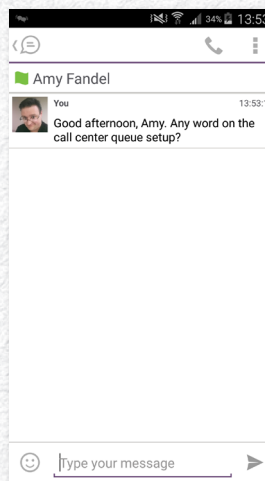 34% 13:53
Amy Fandel
You 13:53:
Good afternoon, Amy. Any word on the
call center queue setup?
Type your message